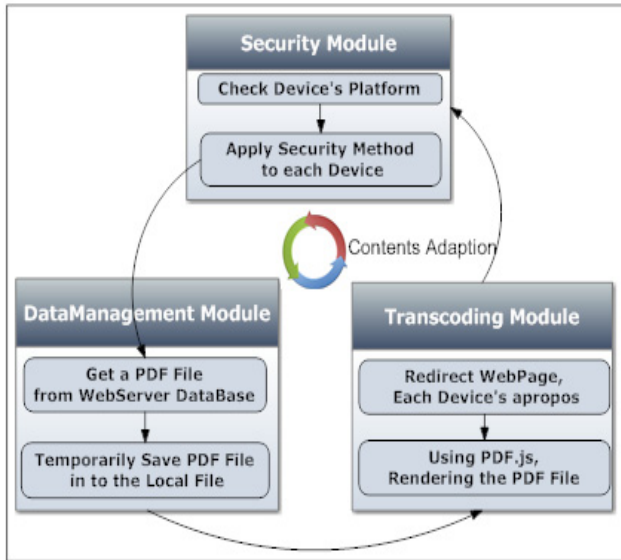 Security Module
Check Device's Platform
Apply Security Method
to each Device
Contents Adaption
DataManagement Module
Get a PDF File
from WebServer DataBase
Temporarily Save PDF File
in to the Local File
Transcoding Module
Redirect WebPage,
Each Device's apropos
Using PDF.js,
Rendering the PDF File